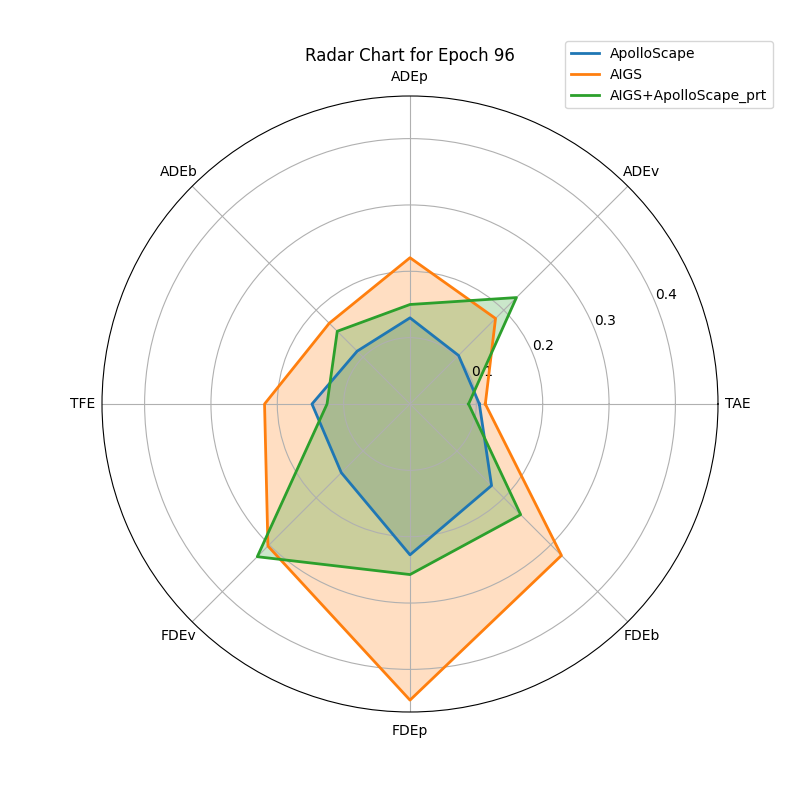 Radar Chart for Epoch 96
ApolloScape
AIGS
AIGS+ApolloScape_prt
ADEp
ADEb
ADEv
0.4
0.3
0.2
0.1
TFE
TAE
FDEv
FDEb
FDEp